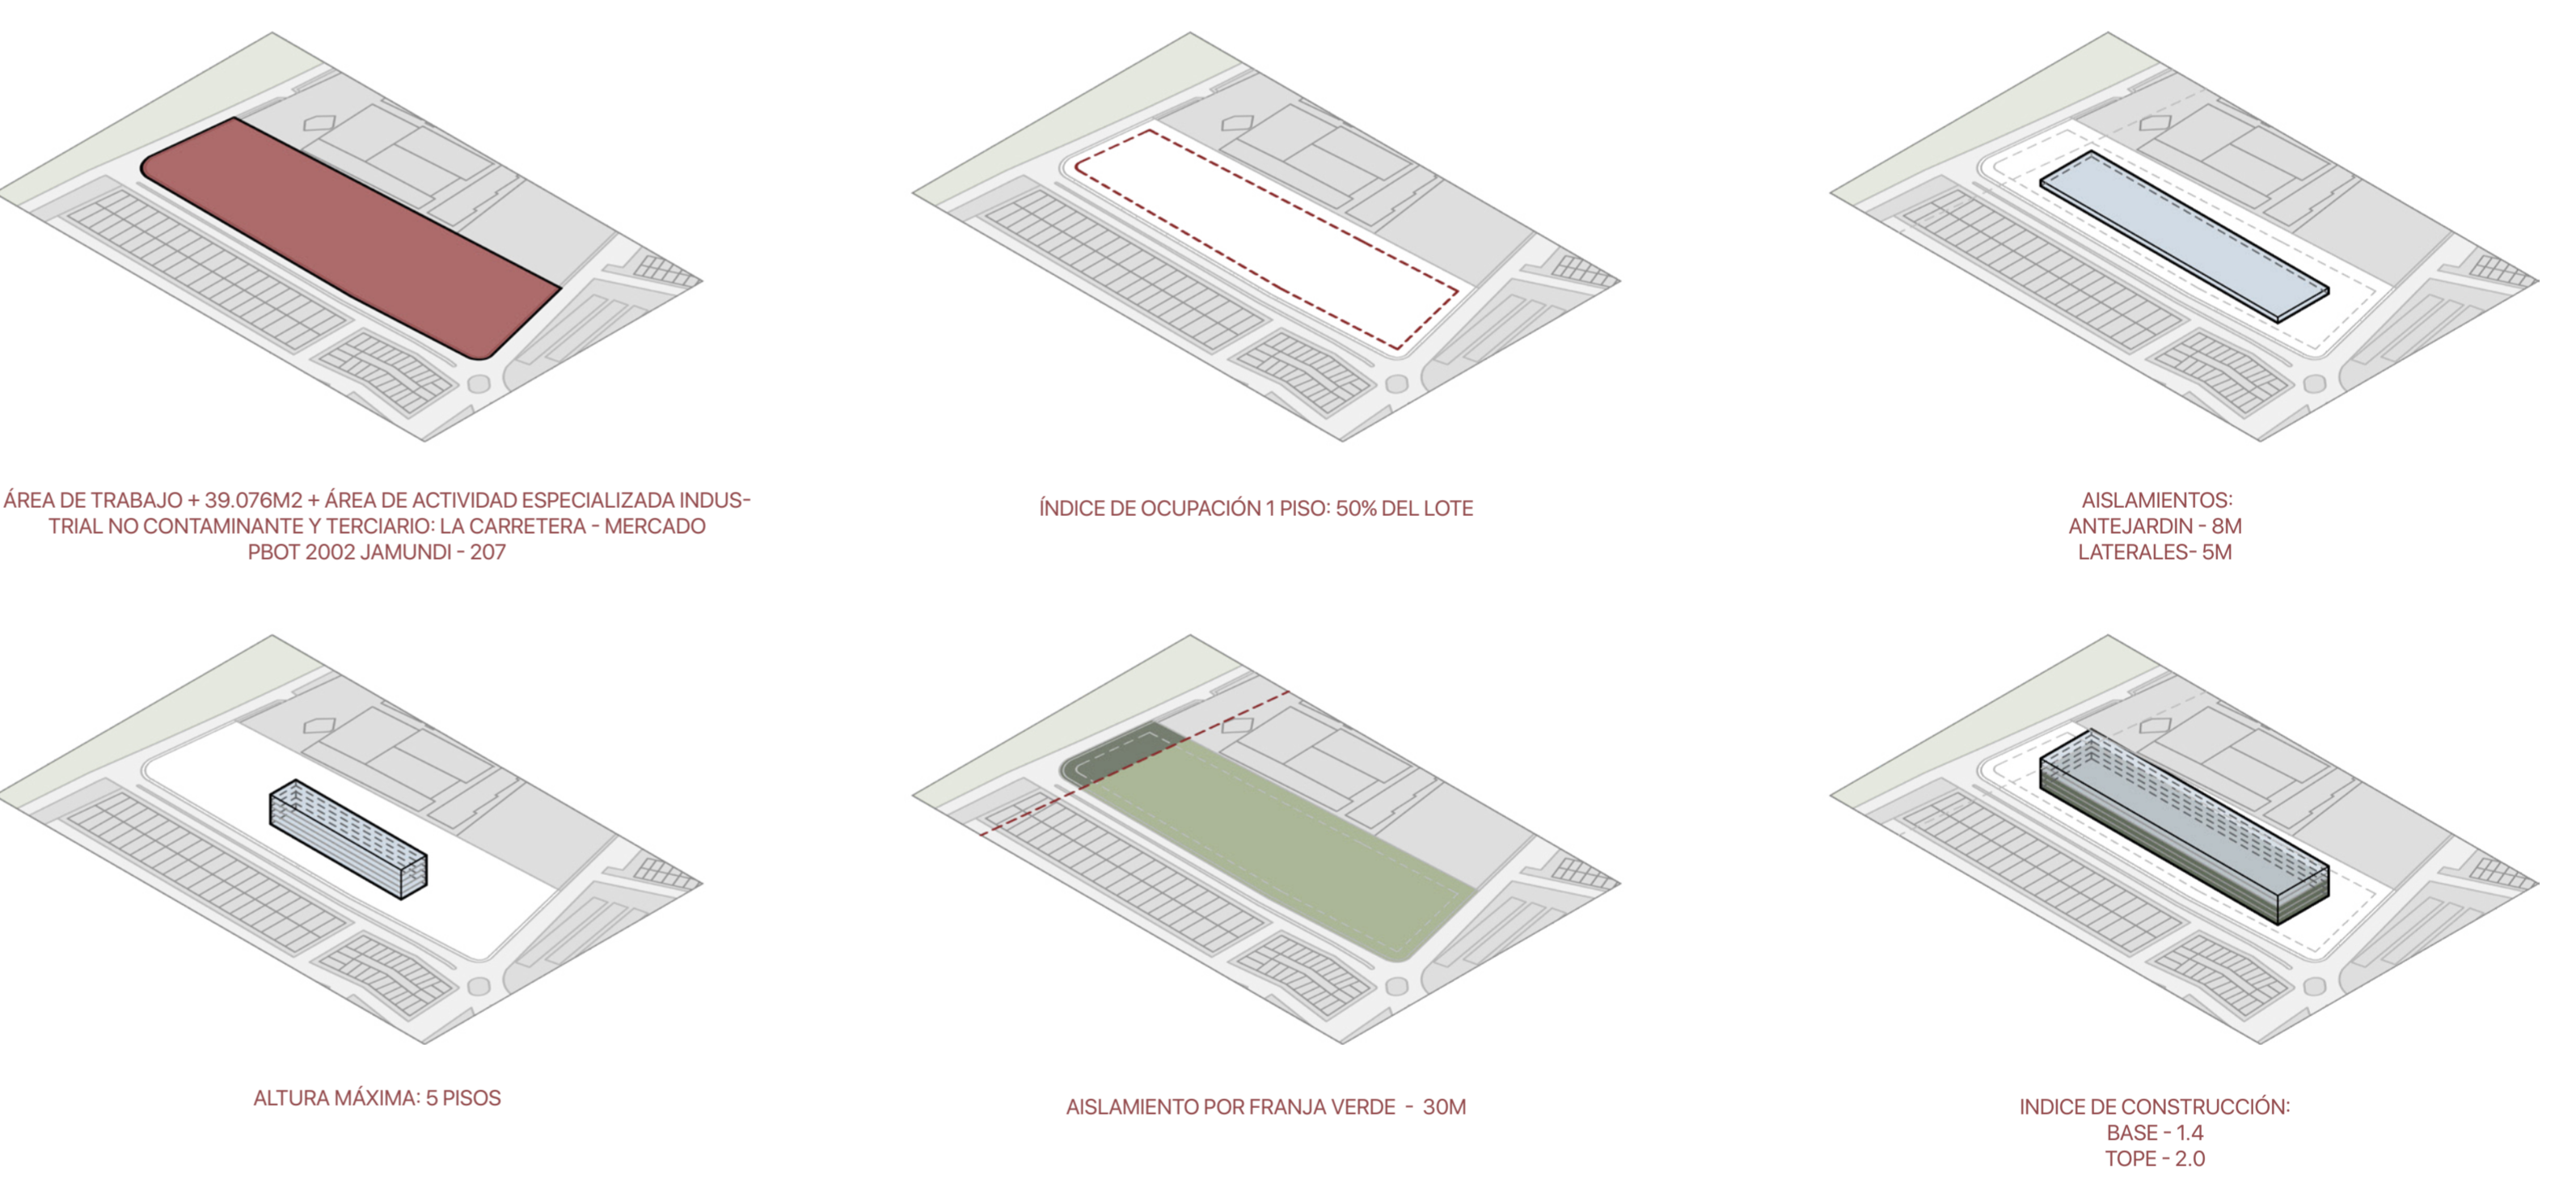 ÁREA DE TRABAJO + 39.076M2 + ÁREA DE ACTIVIDAD ESPECIALIZADA INDUS-
TRIAL NO CONTAMINANTE Y TERCIARIO: LA CARRETERA - MERCADO
PBOT 2002 JAMUNDI - 207
ÍNDICE DE OCUPACIÓN 1 PISO: 50% DEL LOTE
AISLAMIENTOS:
ANTEJARDIN - 8M
LATERALES- 5M
ALTURA MÁXIMA: 5 PISOS
AISLAMIENTO POR FRANJA VERDE - 30M
INDICE DE CONSTRUCCIÓN:
BASE - 1.4
TOPE - 2.0